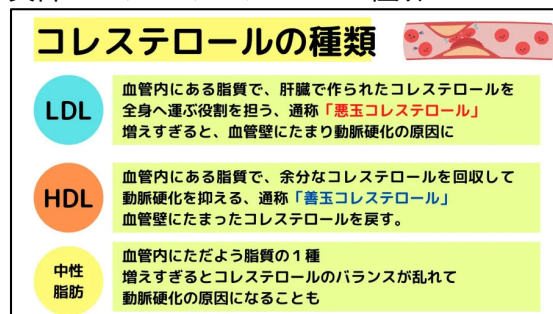 コレステロールの種類
LDL
血管内にある脂質で、肝臓で作られたコレステロールを
全身へ運ぶ役割を担う、通称「悪玉コレステロール」
増えすぎると、血管壁にたまり動脈硬化の原因に
HDL
血管内にある脂質で、余分なコレステロールを回収して
動脈硬化を抑える、通称「善玉コレステロール」
血管壁にたまったコレステロールを戻す。
中性
脂肪
血管内にただよう脂質の1種
増えすぎるとコレステロールのバランスが乱れて
動脈硬化の原因になることも